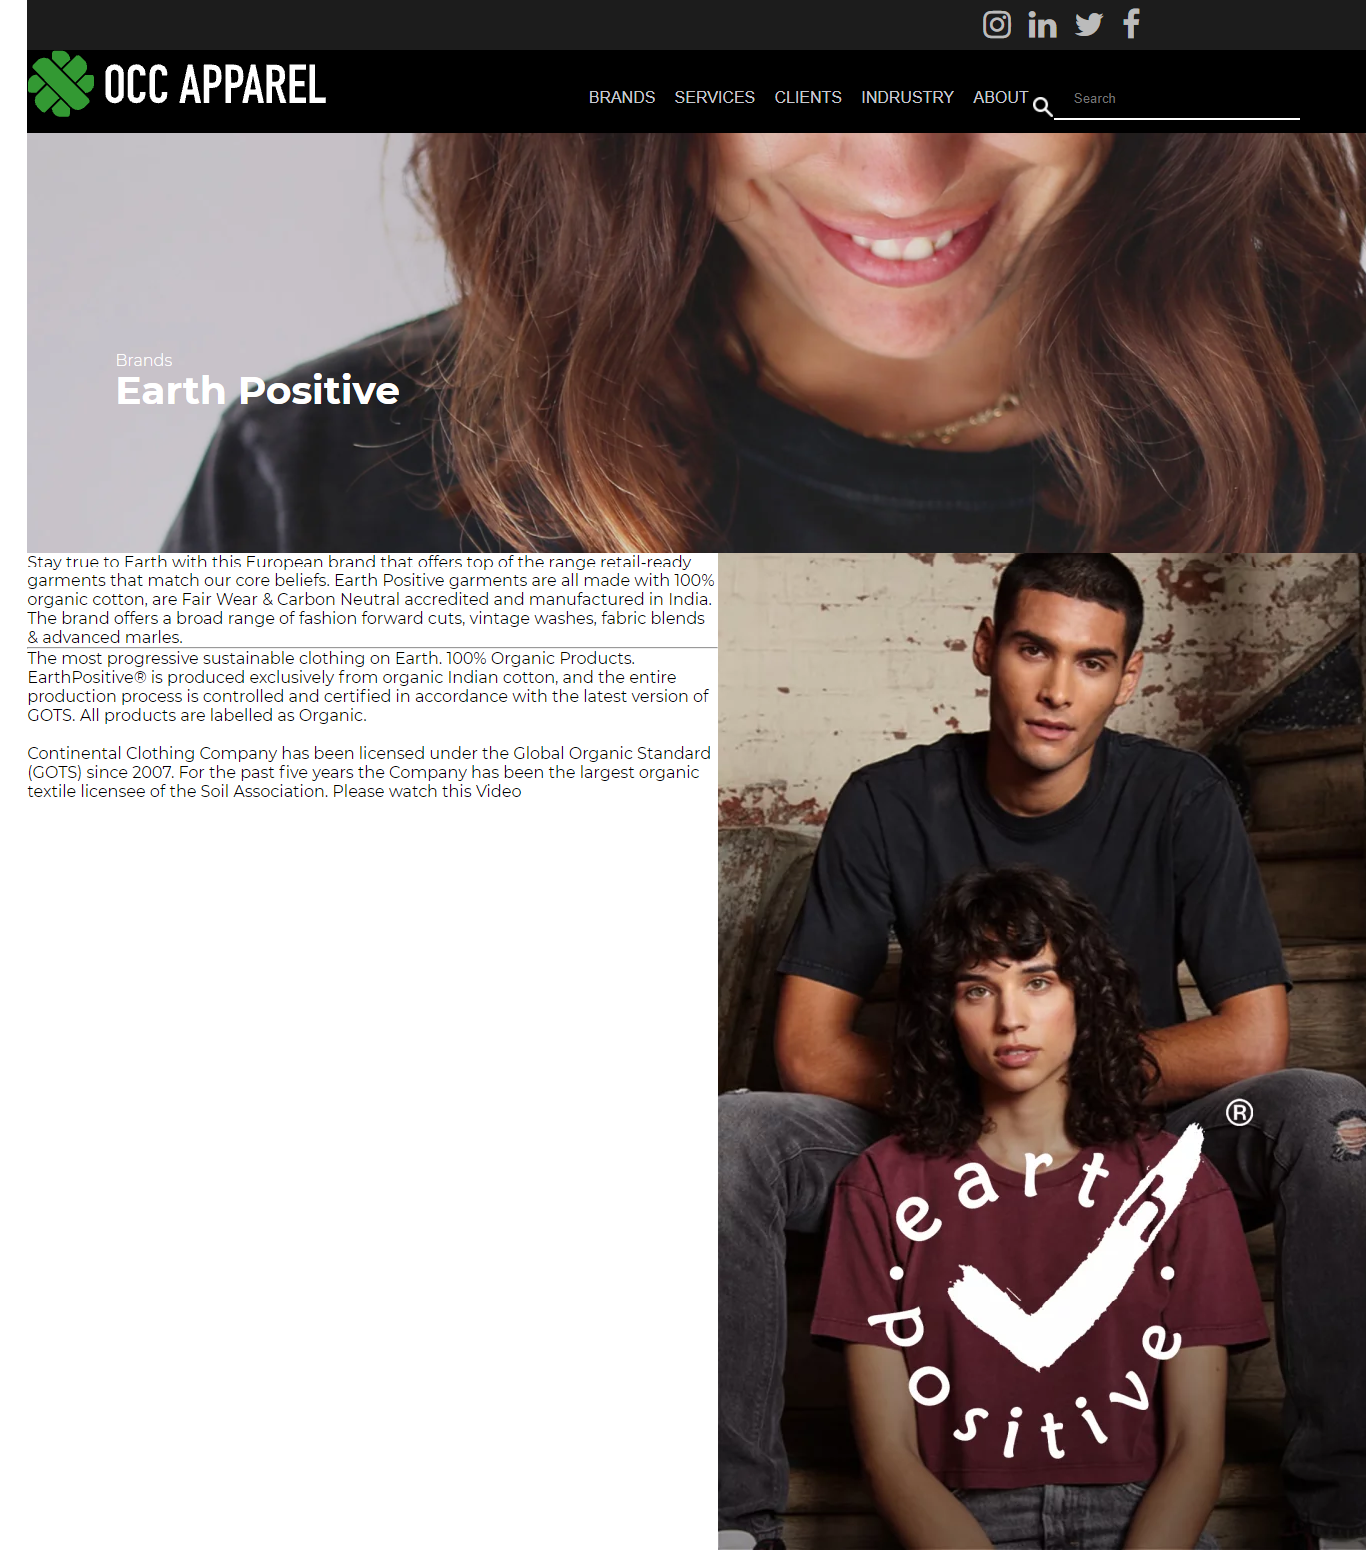 OCC APPAREL
BRANDS SERVICES CLIENTS INDRUSTRY ABOUT Search
Brands
Earth Positive
Stay true to Earth with this European brand that offers top of the range retail-ready
garments that match our core beliefs. Earth Positive garments are all made with 100%
organic cotton, are Fair Wear & Carbon Neutral accredited and manufactured in India.
The brand offers a broad range of fashion forward cuts, vintage washes, fabric blends
& advanced marles.
The most progressive sustainable clothing on Earth. 100% Organic Products.
EarthPositive® is produced exclusively from organic Indian cotton, and the entire
production process is controlled and certified in accordance with the latest version of
GOTS. All products are labelled as Organic.
Continental Clothing Company has been licensed under the Global Organic Standard
(GOTS) since 2007. For the past five years the Company has been the largest organic
textile licensee of the Soil Association. Please watch this Video
®
. earth .
positive